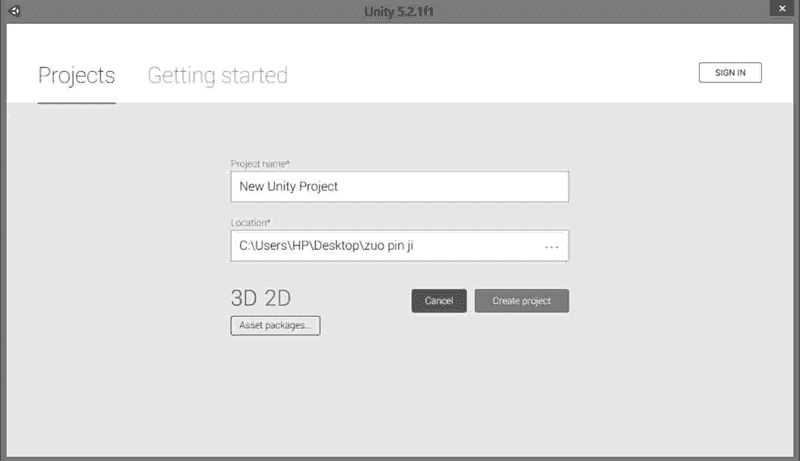 Unity 5.2.1f1
Projects Getting started SIGN IN
Project name*
New Unity Project
Location*
C:\Users\HP\Desktop\zuo pin ji ...
3D 2D Cancel Create project
Asset packages...